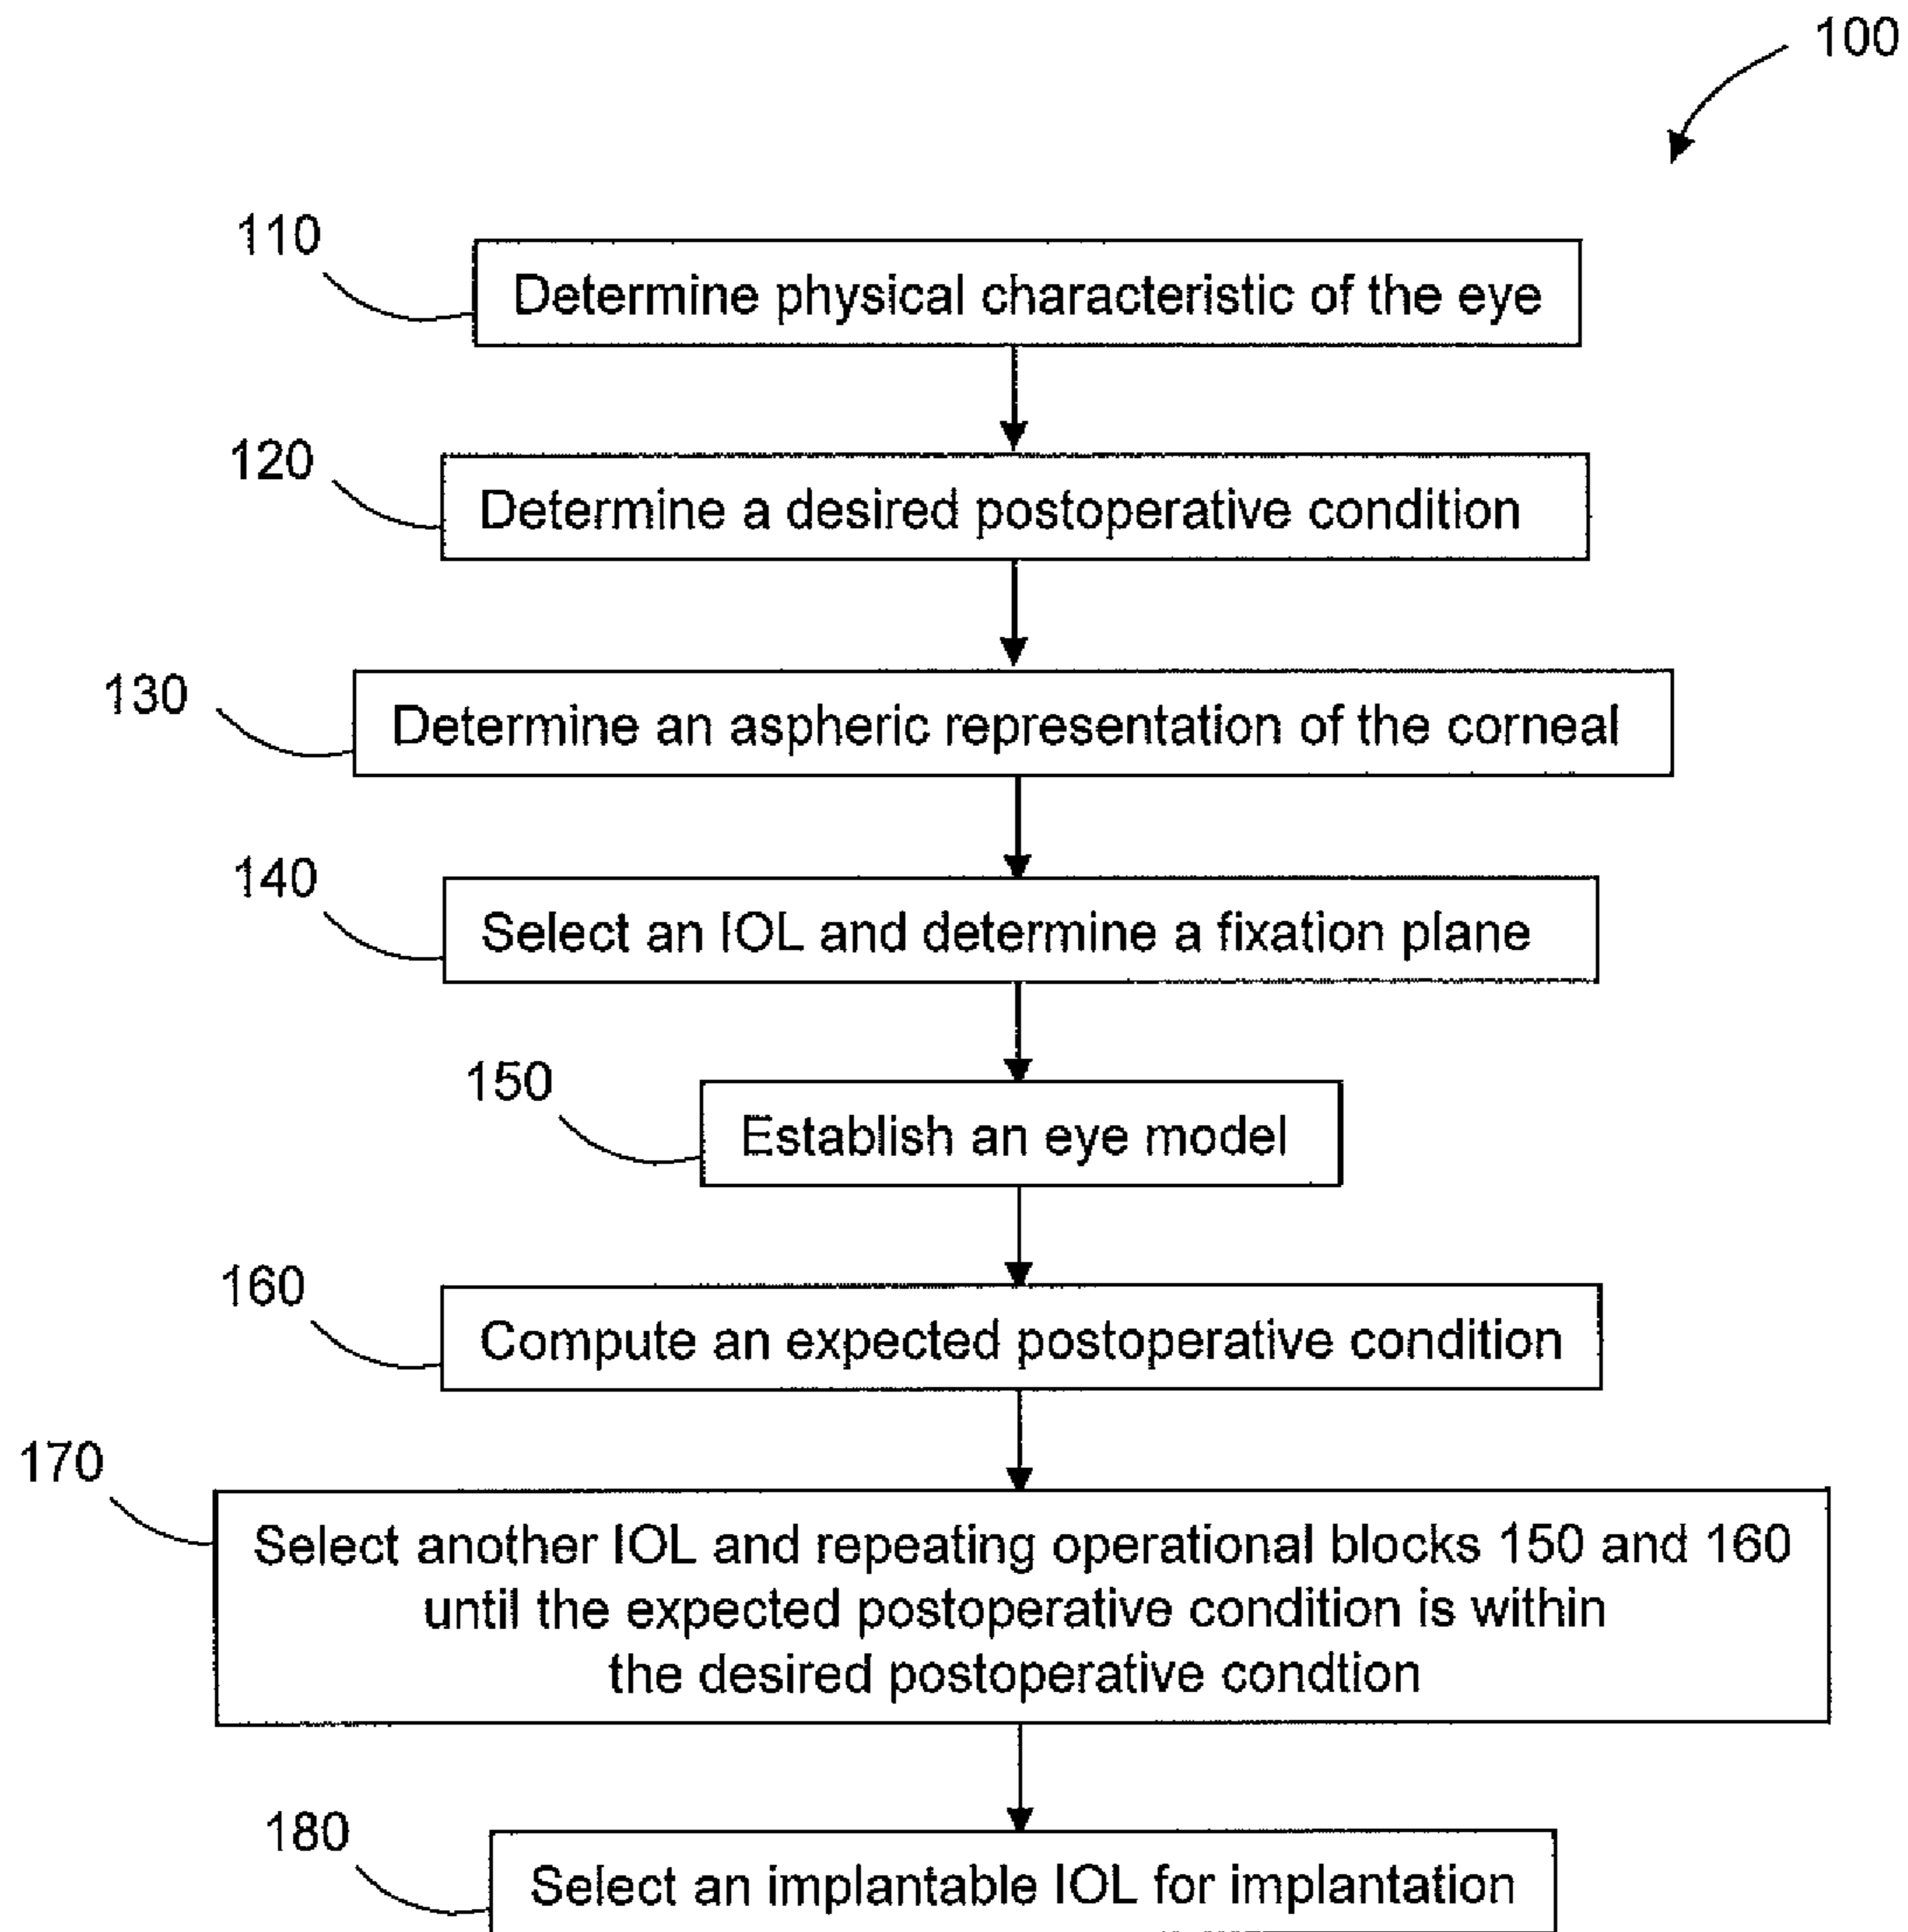 100
110
Determine physical characteristic of the eye
120
Determine a desired postoperative condition
130
Determine an aspheric representation of the corneal
140
Select an IOL and determine a fixation plane
150
Establish an eye model
160
Compute an expected postoperative condition
170
Select another IOL and repeating operational blocks 150 and 160
until the expected postoperative condition is within
the desired postoperative condtion
180
Select an implantable IOL for implantation